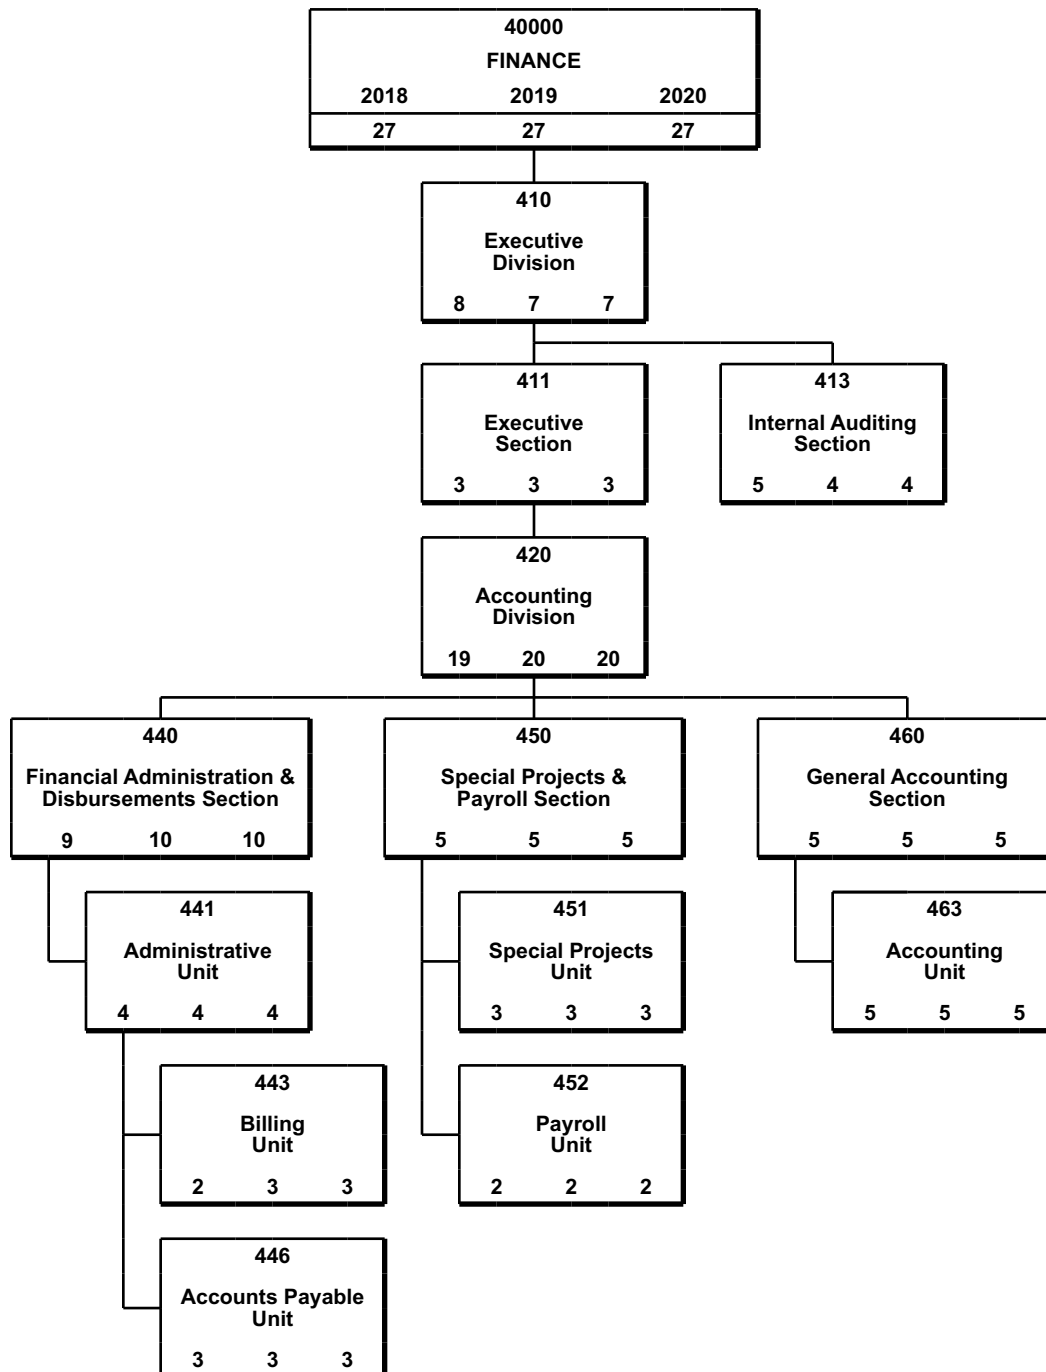 40000
FINANCE
2018 2019 2020
27 27 27
410
Executive
Division
8 7 7
411
Executive
Section
3 3 3
413
Internal Auditing
Section
5 4 4
420
Accounting
Division
19 20 20
440
Financial Administration &
Disbursements Section
9 10 10
450
Special Projects &
Payroll Section
5 5 5
460
General Accounting
Section
5 5 5
441
Administrative
Unit
4 4 4
451
Special Projects
Unit
3 3 3
463
Accounting
Unit
5 5 5
443
Billing
Unit
2 3 3
452
Payroll
Unit
2 2 2
446
Accounts Payable
Unit
3 3 3